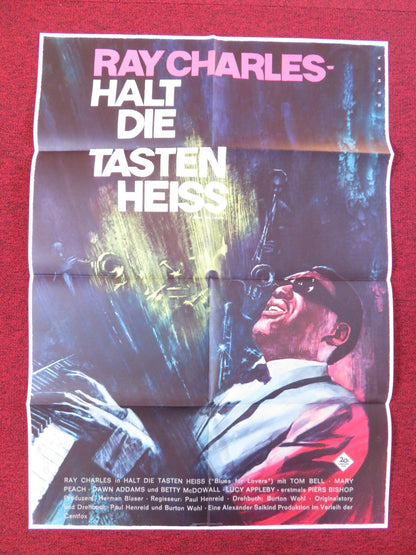 RAY CHARLES-
HALT
DIE
TASTEN
HEISS
RAY CHARLES in HALT DIE TASTEN HEISS ("Blues for Lovers") mit TOM BELL · MARY
PEACH · DAWN ADDAMS und BETTY McDOWALL · LUCY APPLEBY · erstmals PIERS BISHOP
Produzent: Herman Blaser · Regisseur: Paul Henreid · Drehbuch: Burton Wohl · Originalstory
und Drehbuch: Paul Henreid und Burton Wohl · Eine Alexander Salkind Produktion im Verleih der
Centfox